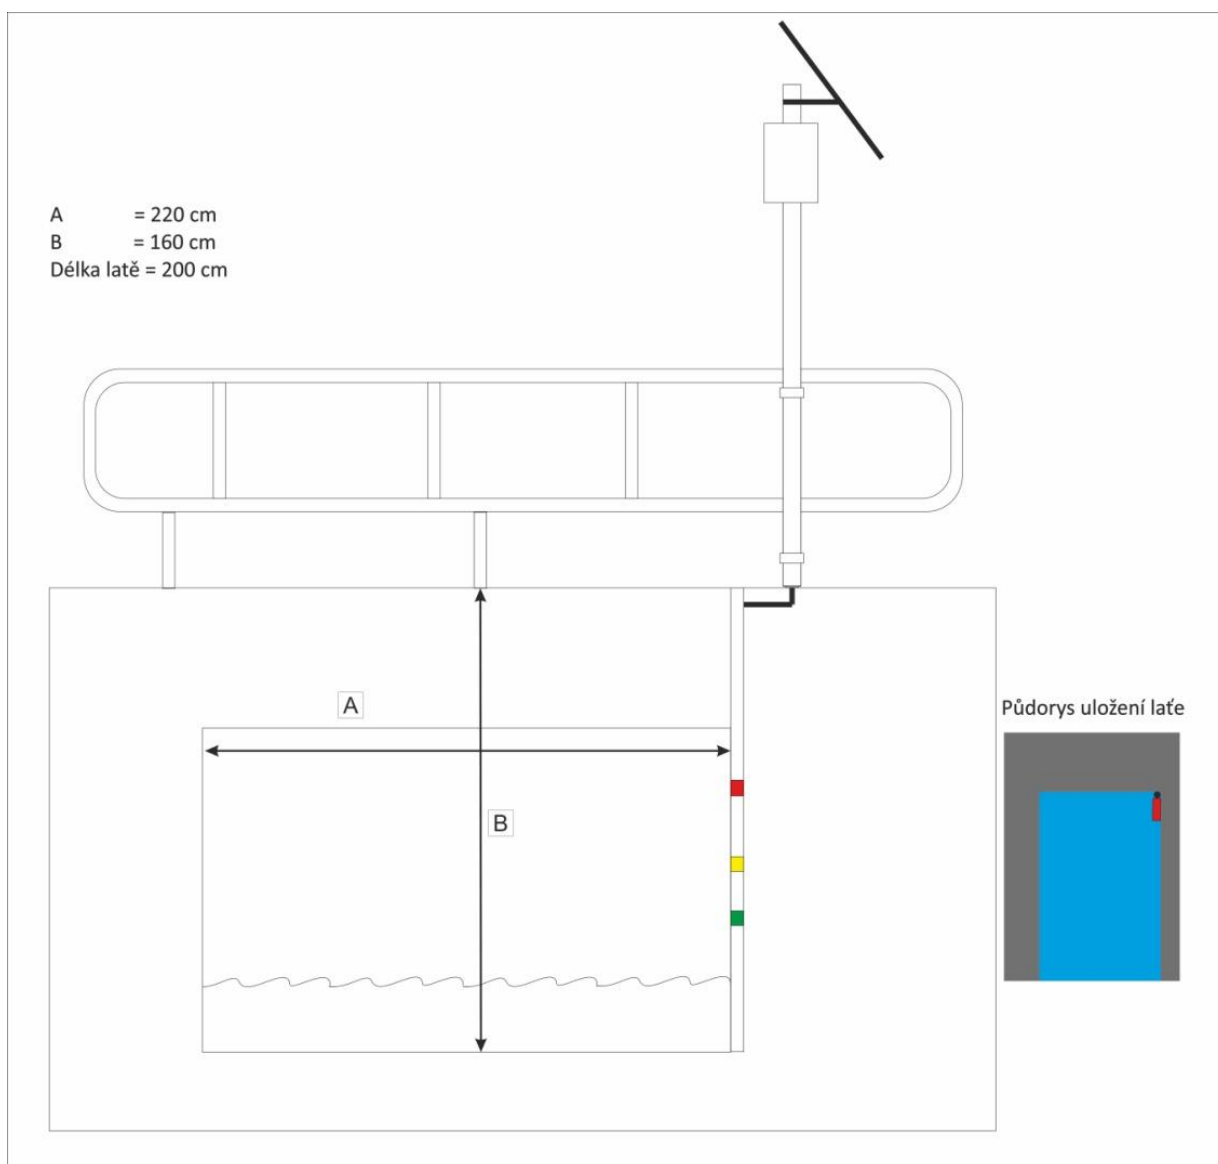 A = 220 cm
B = 160 cm
Délka latě = 200 cm
A
Půdorys uložení laťe
B